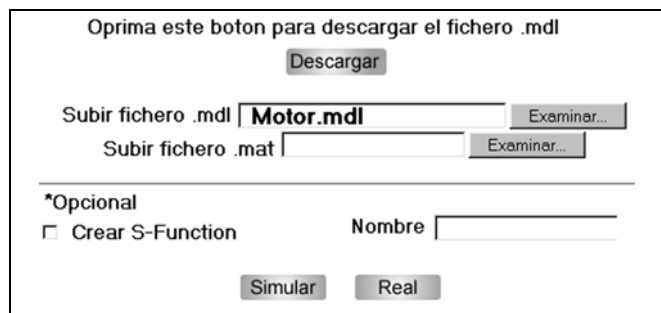 Oprima este boton para descargar el fichero .mdl
Descargar
Subir fichero .mdl Motor.mdl Examinar...
Subir fichero .mat Examinar...
*Opcional
Crear S-Function Nombre
Simular Real